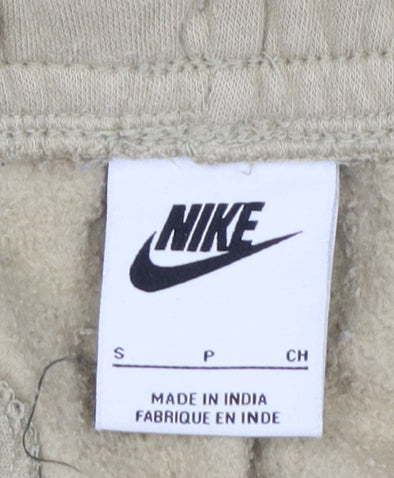 NIKE
S P CH
MADE IN INDIA
FABRIQUE EN INDE